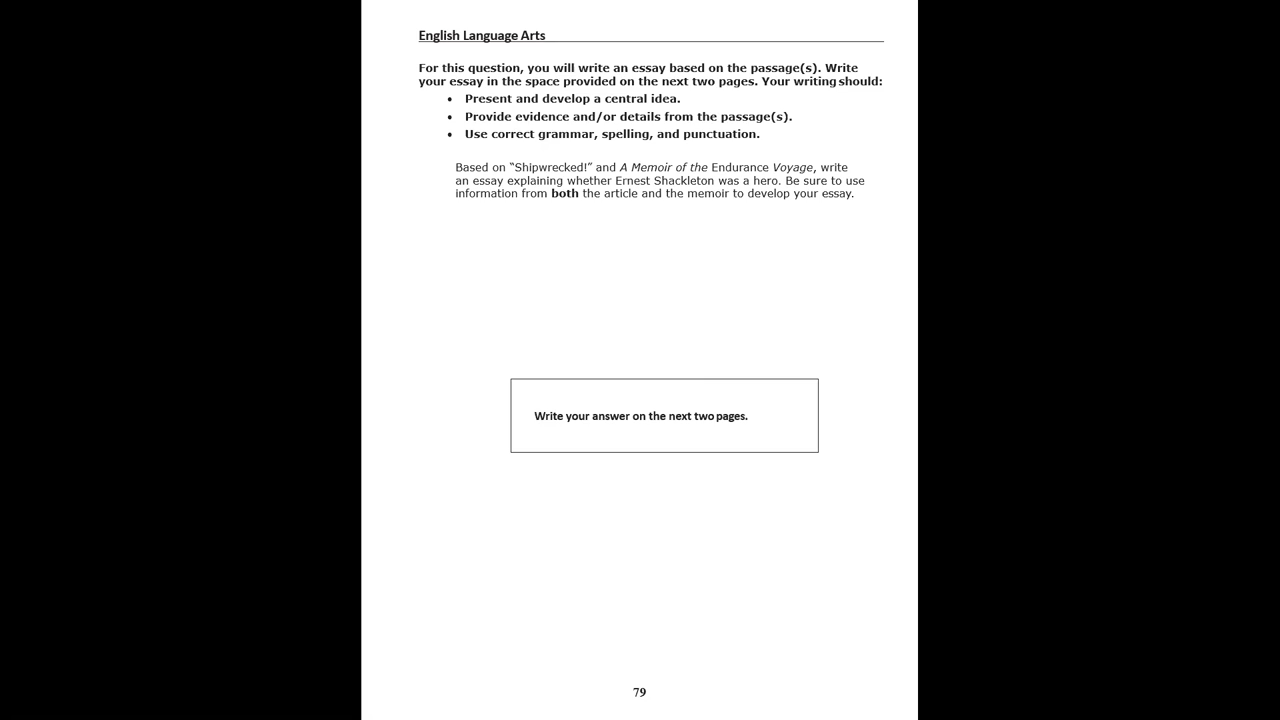 English Language Arts
For this question, you will write an essay based on the passage(s). Write
your essay in the space provided on the next two pages. Your writing should:
• Present and develop a central idea.
• Provide evidence and/or details from the passage(s).
• Use correct grammar, spelling, and punctuation.
Based on “Shipwrecked!” and A Memoir of the Endurance Voyage, write
an essay explaining whether Ernest Shackleton was a hero. Be sure to use
information from both the article and the memoir to develop your essay.
Write your answer on the next two pages.
79